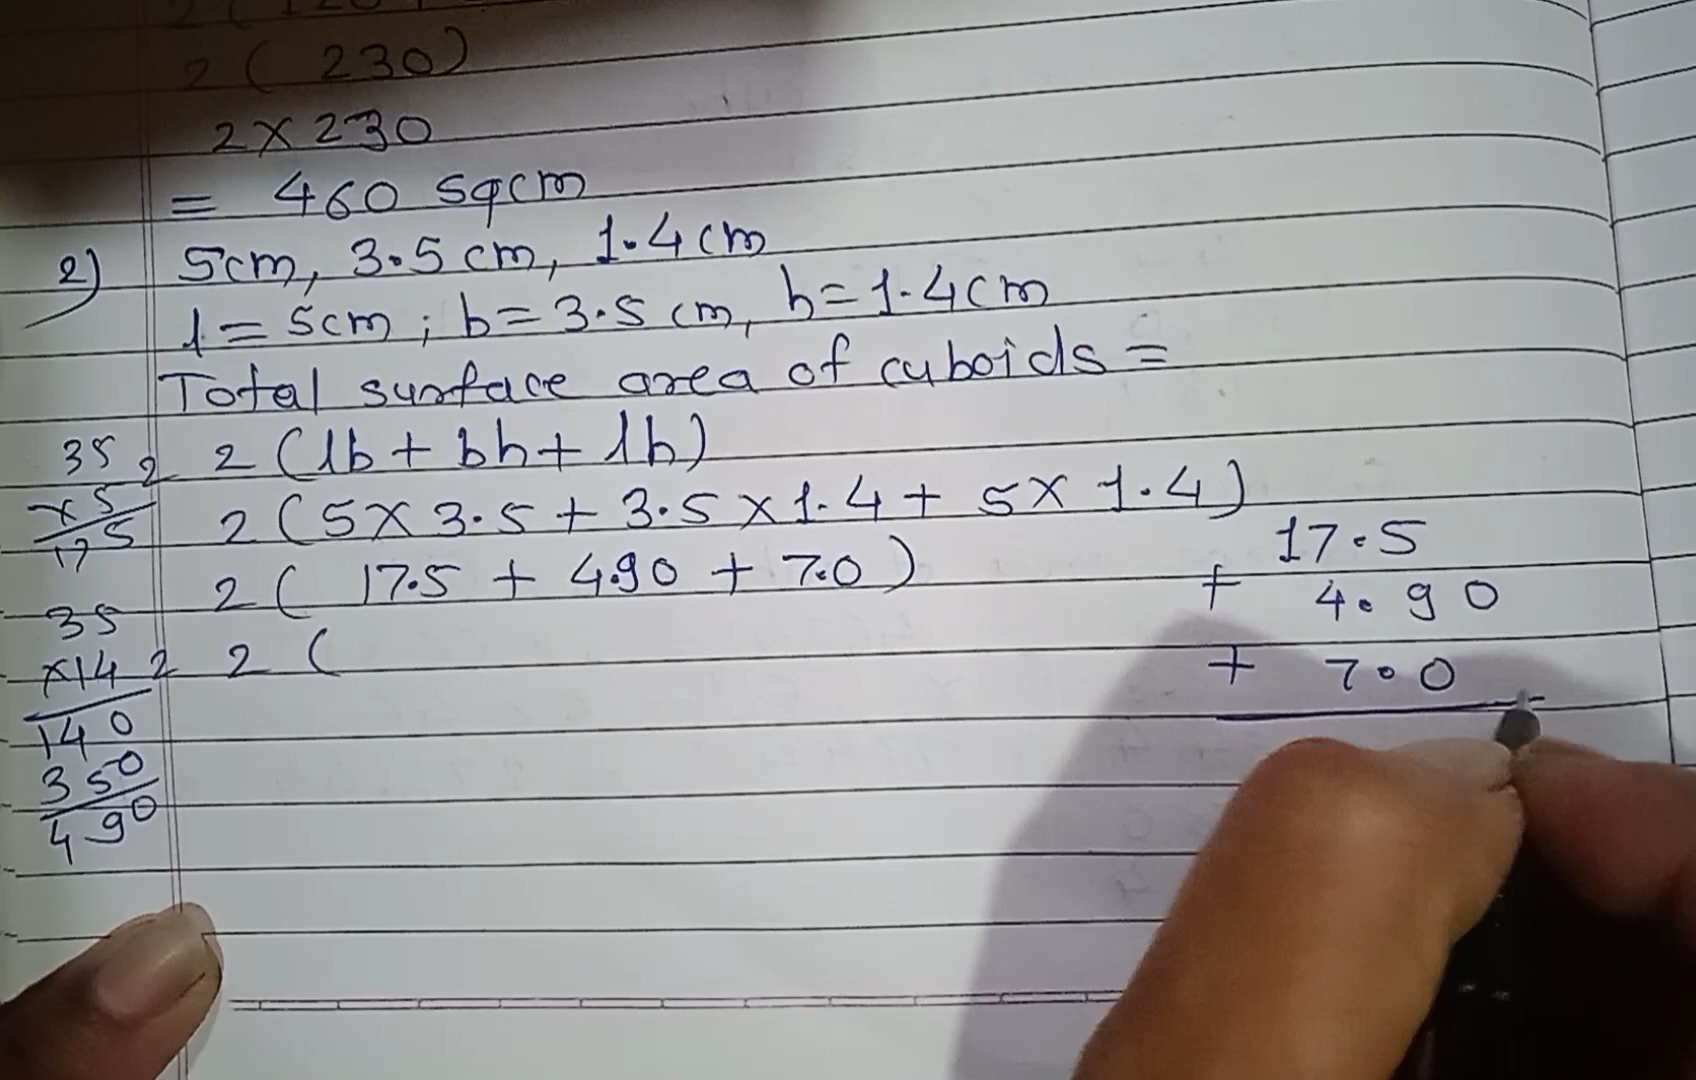 2 ( 230)
2 X 230
= 460 sqcm
2) 5cm, 3.5 cm, 1.4cm
l = 5cm ; b = 3.5 cm, h = 1.4cm
Total surface area of cuboids =
2 (lb + bh + lh)
2 (5 X 3.5 + 3.5 X 1.4 + 5 X 1.4)
2 ( 17.5 + 4.90 + 7.0 )
2 (
35
x 5
175
35
x14
140
350
490
17.5
+ 4.90
+ 7.0